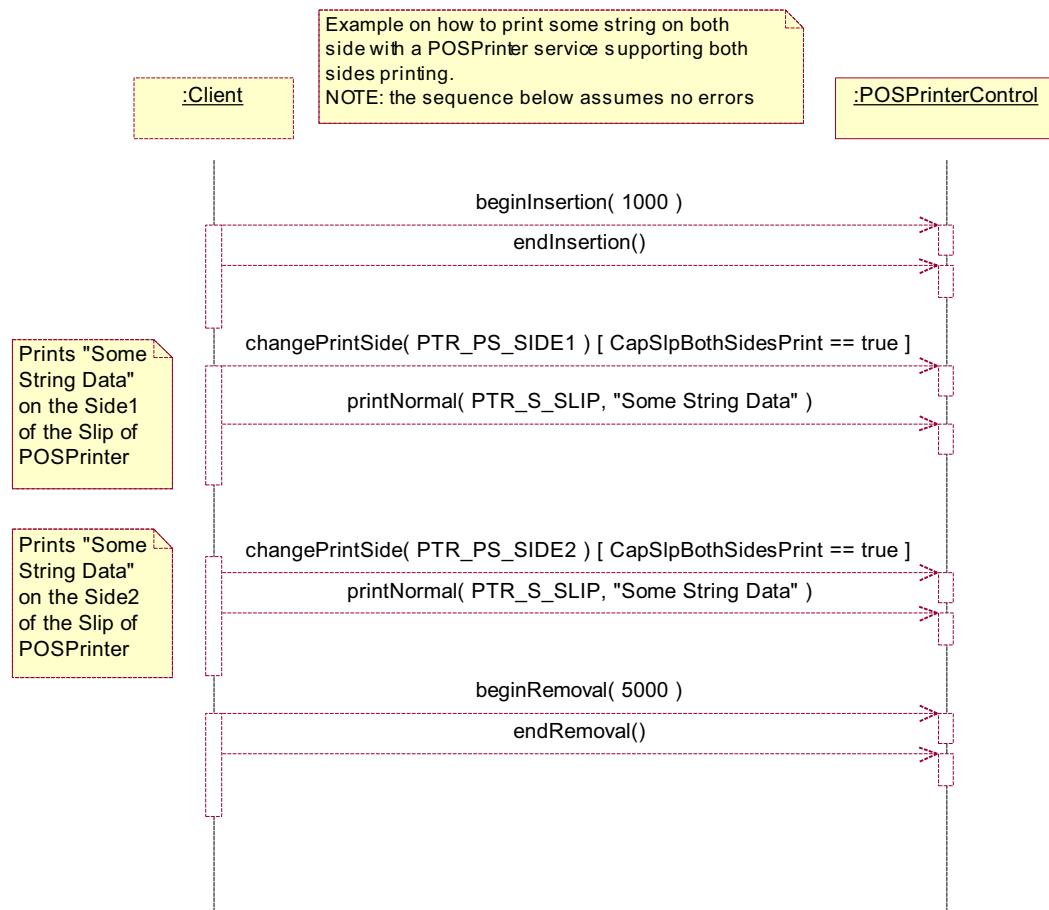 Example on how to print some string on both
side with a POSPrinter service supporting both
sides printing.
NOTE: the sequence below assumes no errors
:Client
:POSPrinterControl
beginInsertion( 1000 )
endInsertion()
changePrintSide( PTR_PS_SIDE1 ) [ CapSlpBothSidesPrint == true ]
Prints "Some
String Data"
on the Side1
of the Slip of
POSPrinter
printNormal( PTR_S_SLIP, "Some String Data" )
changePrintSide( PTR_PS_SIDE2 ) [ CapSlpBothSidesPrint == true ]
Prints "Some
String Data"
on the Side2
of the Slip of
POSPrinter
printNormal( PTR_S_SLIP, "Some String Data" )
beginRemoval( 5000 )
endRemoval()